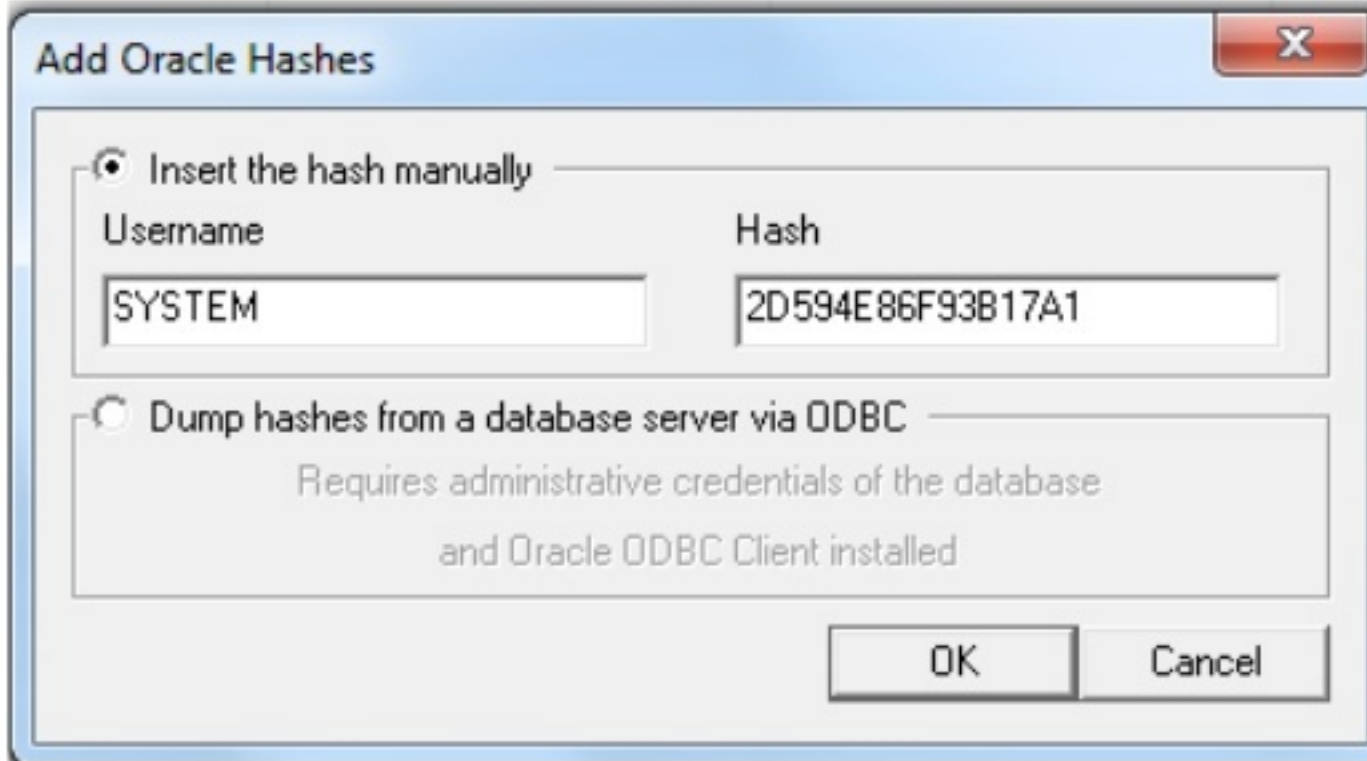 Add Oracle Hashes
Insert the hash manually
Username Hash
SYSTEM 2D594E86F93B17A1
Dump hashes from a database server via ODBC
Requires administrative credentials of the database
and Oracle ODBC Client installed
OK Cancel